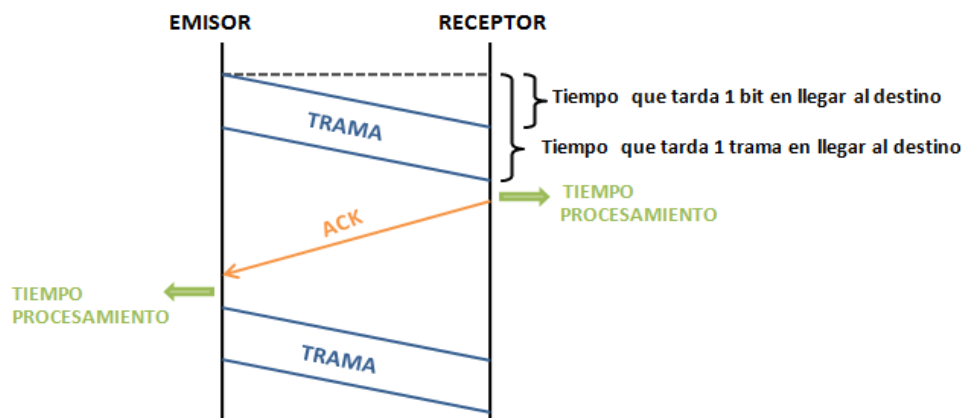 EMISOR
RECEPTOR
Tiempo que tarda 1 bit en llegar al destino
TRAMA
Tiempo que tarda 1 trama en llegar al destino
TIEMPO
PROCESAMIENTO
ACK
TIEMPO
PROCESAMIENTO
TRAMA